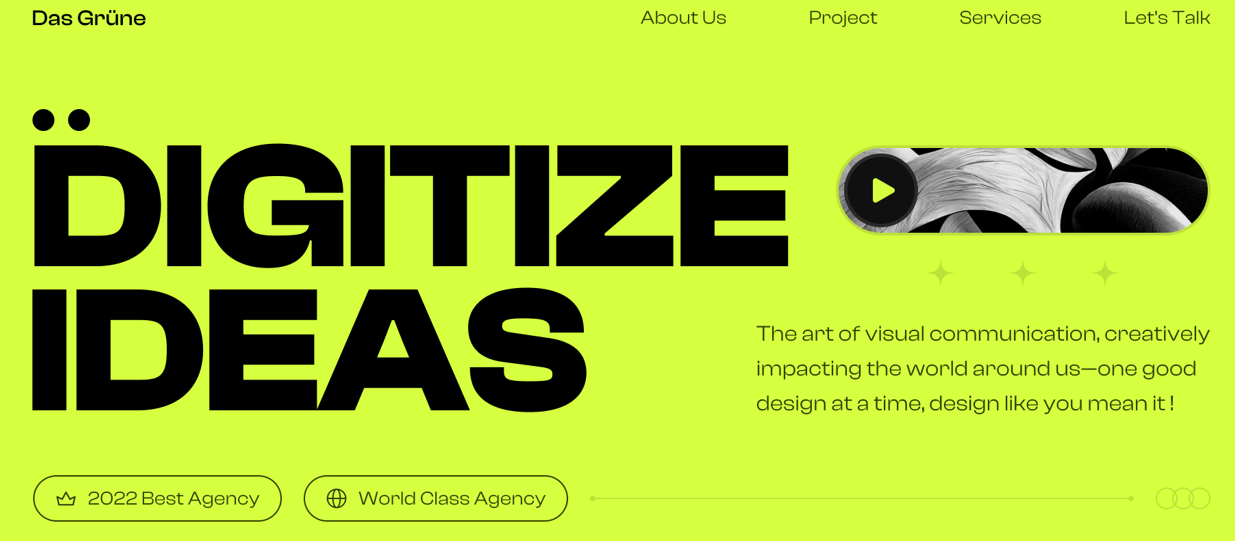 Das Grüne
About Us
Project
Services
Let's Talk
DIGITIZE
IDEAS
The art of visual communication, creatively
impacting the world around us—one good
design at a time, design like you mean it !
2022 Best Agency
World Class Agency